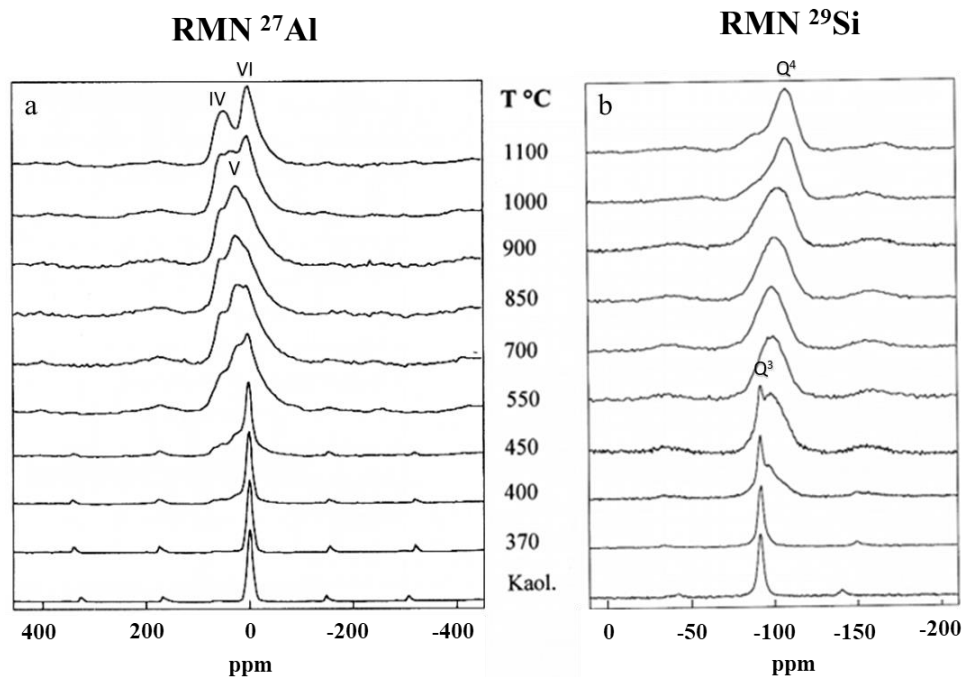 RMN ²⁷Al
RMN ²⁹Si
a
IV
VI
V
T °C
1100
1000
900
850
700
550
450
400
370
Kaol.
b
Q⁴
Q³
400
200
0
-200
-400
ppm
0
-50
-100
-150
-200
ppm